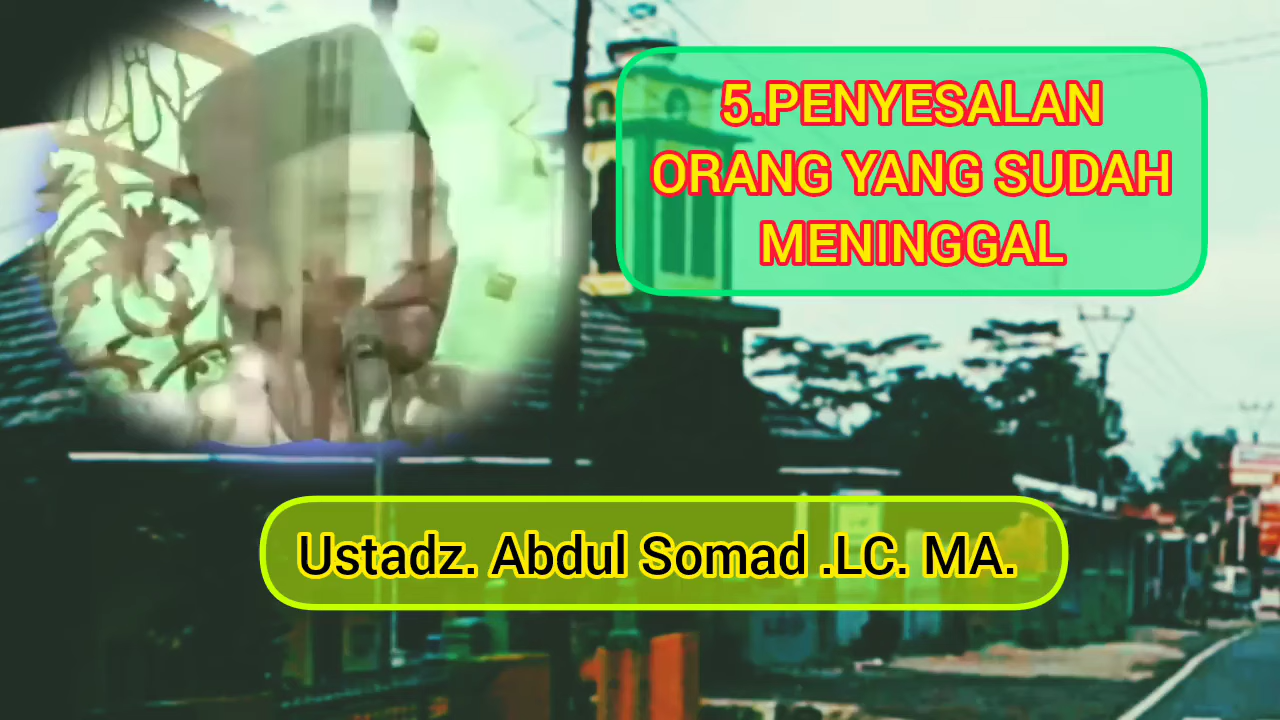 5.PENYESALAN
ORANG YANG SUDAH
MENINGGAL
Ustadz. Abdul Somad .LC. MA.